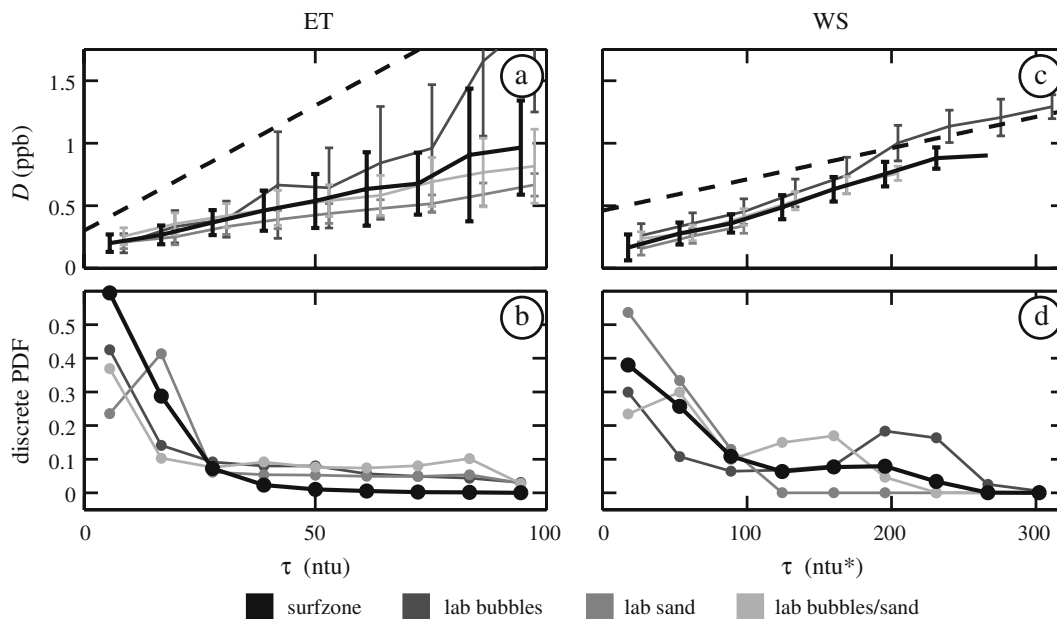 ET
WS
D (ppb)
1.5
1
0.5
0
a
c
discrete PDF
0.5
0.4
0.3
0.2
0.1
0
b
d
0
50
100
0
100
200
300
τ (ntu)
τ (ntu*)
surfzone
lab bubbles
lab sand
lab bubbles/sand